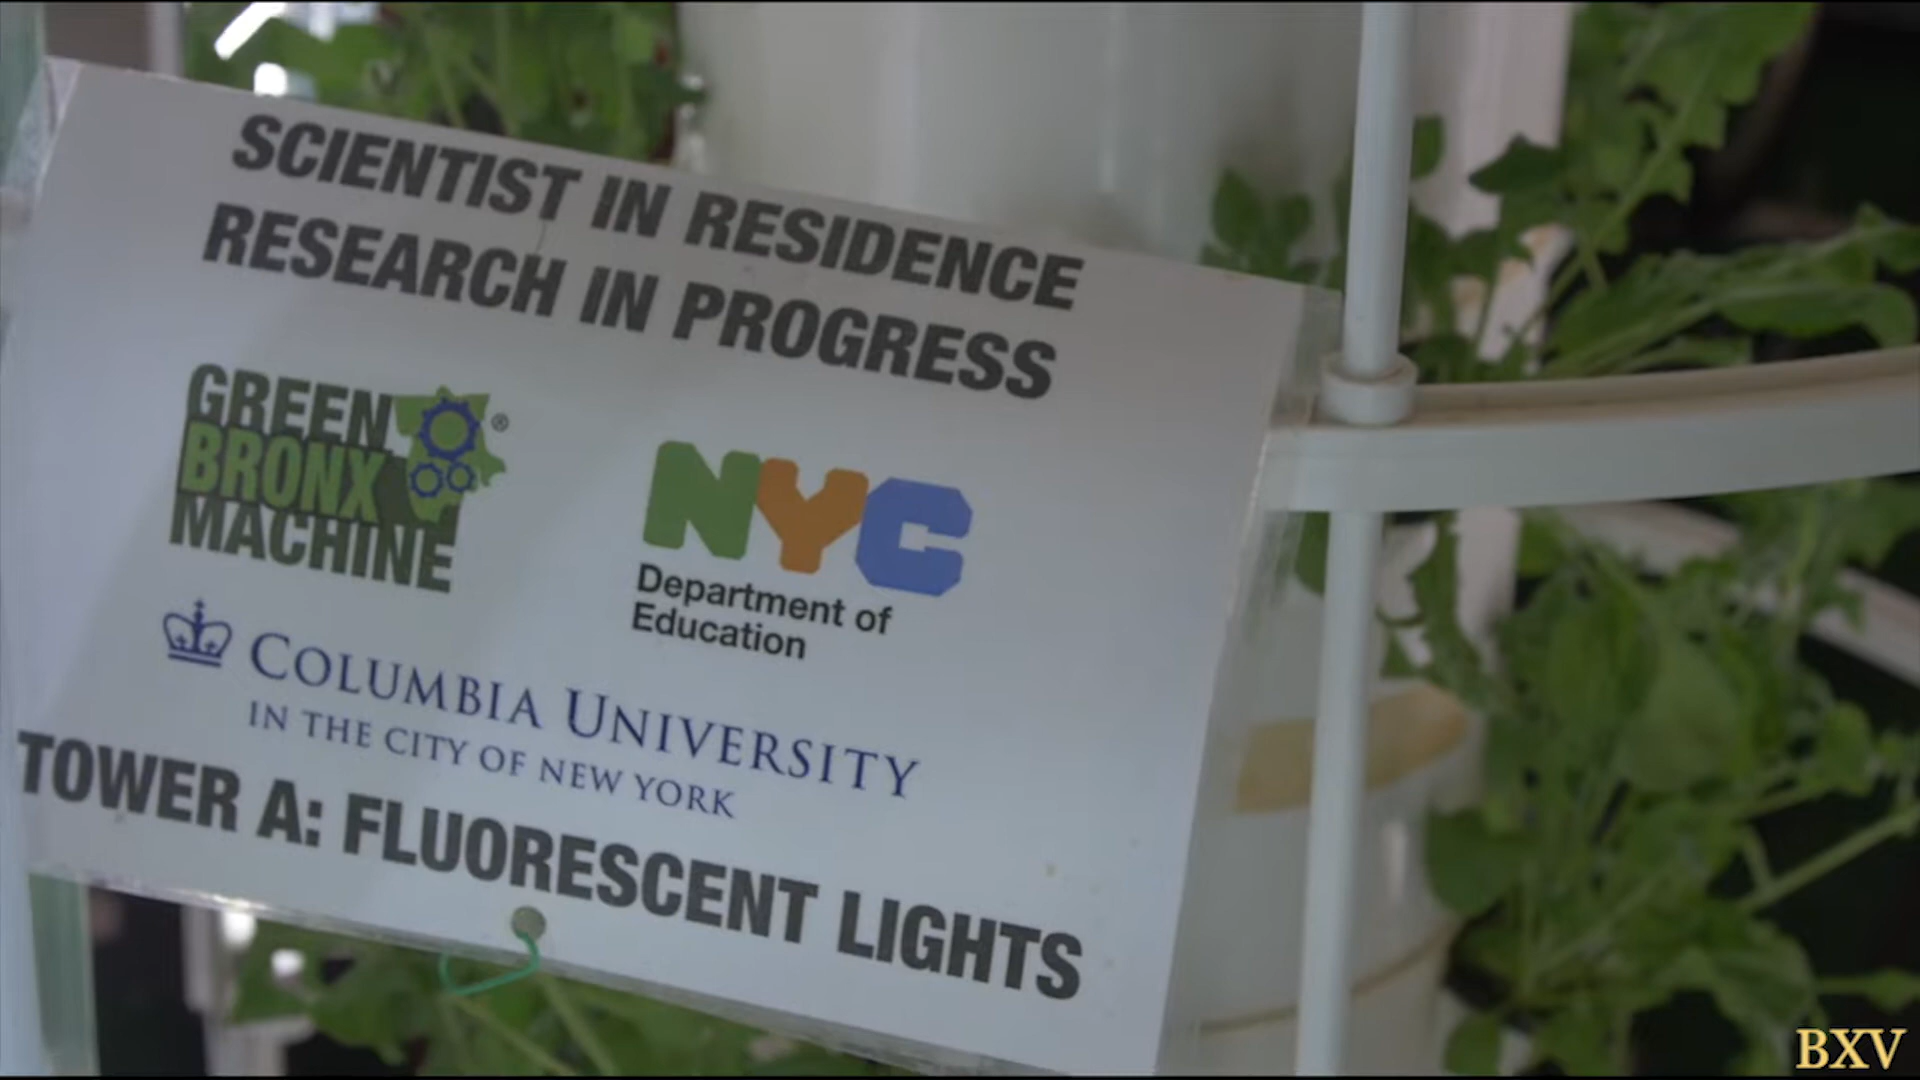 SCIENTIST IN RESIDENCE
RESEARCH IN PROGRESS
GREEN
BRONX
MACHINE
®
NYC
Department of
Education
COLUMBIA UNIVERSITY
IN THE CITY OF NEW YORK
TOWER A: FLUORESCENT LIGHTS
BXV